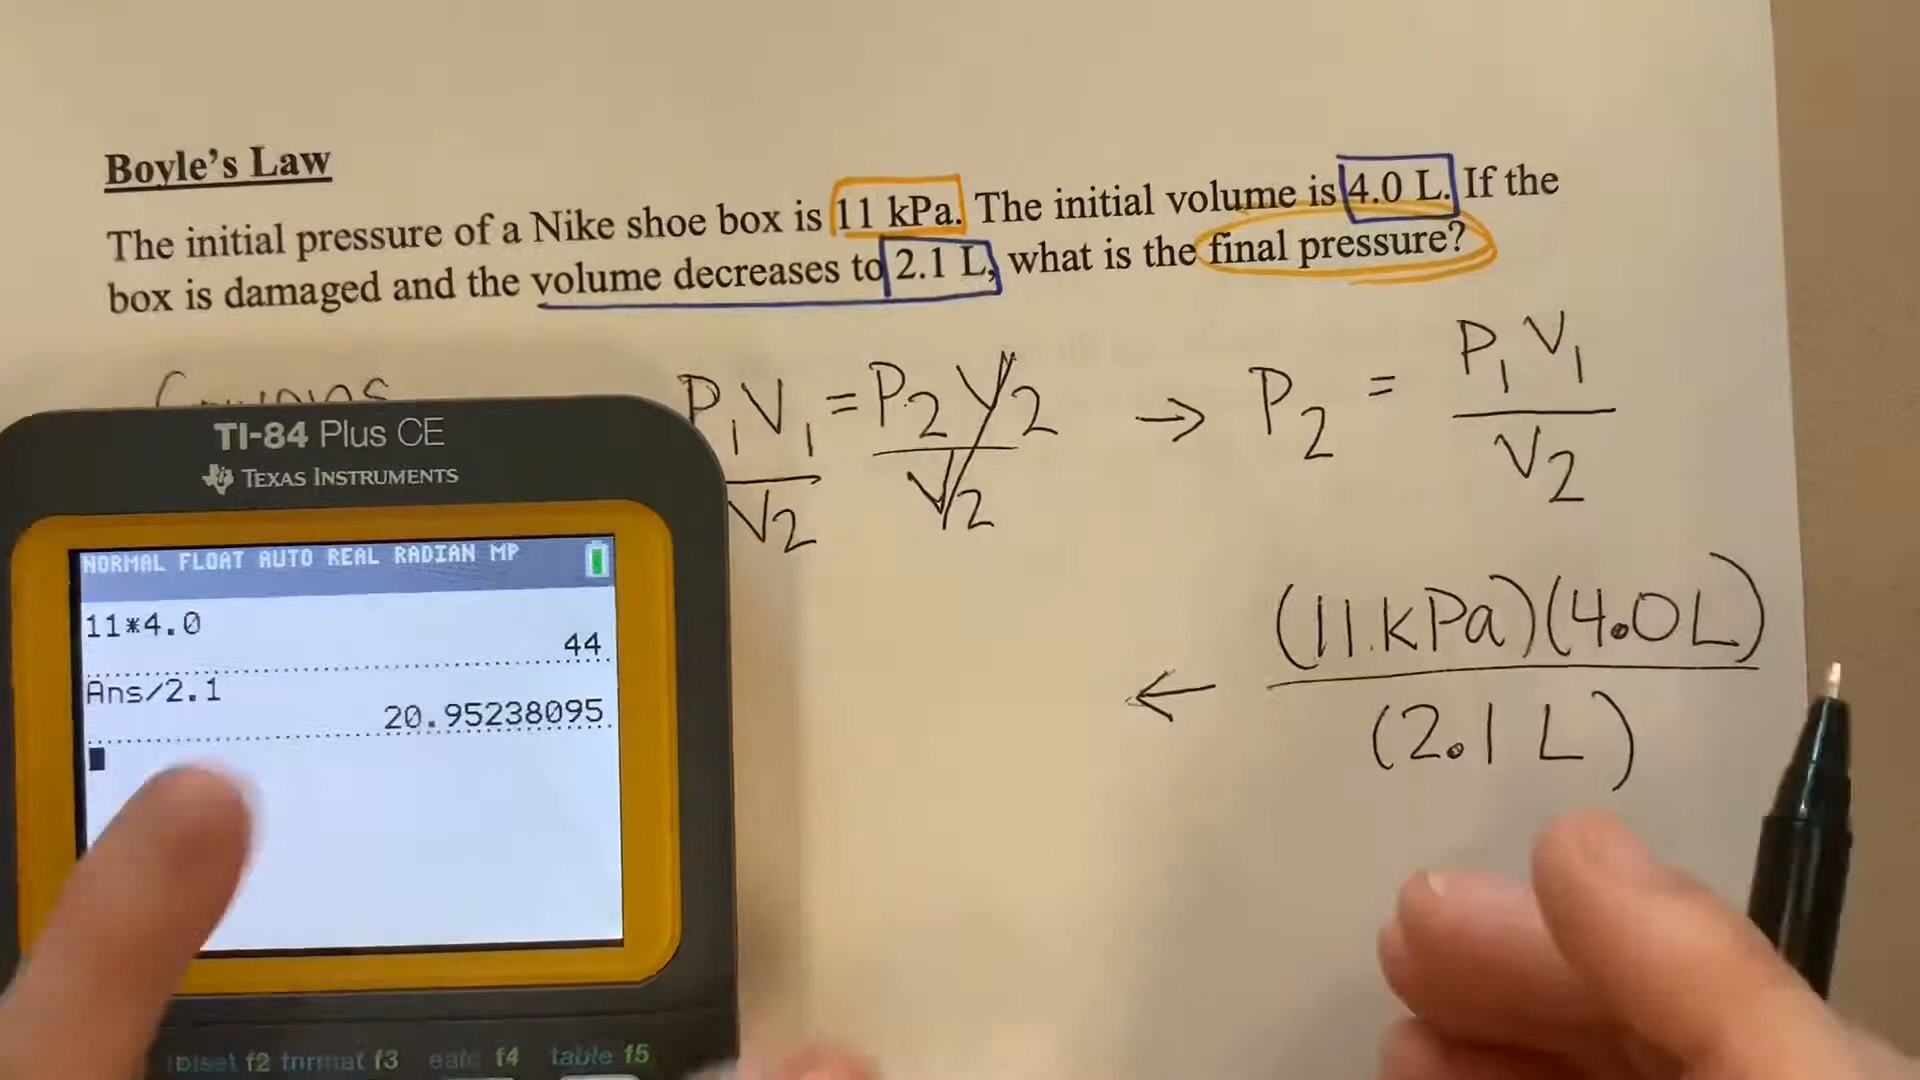 Boyle's Law
The initial pressure of a Nike shoe box is 11 kPa. The initial volume is 4.0 L. If the
box is damaged and the volume decreases to 2.1 L, what is the final pressure?
P₁V₁ = P₂V₂ → P₂ = P₁V₁
V₂ V₂ V₂
(11 kPa)(4.0 L)
←
(2.1 L)
TI-84 Plus CE
TEXAS INSTRUMENTS
NORMAL FLOAT AUTO REAL RADIAN MP
11*4.0
44
Ans/2.1
20.95238095
f2 format f3 calc f4 table f5